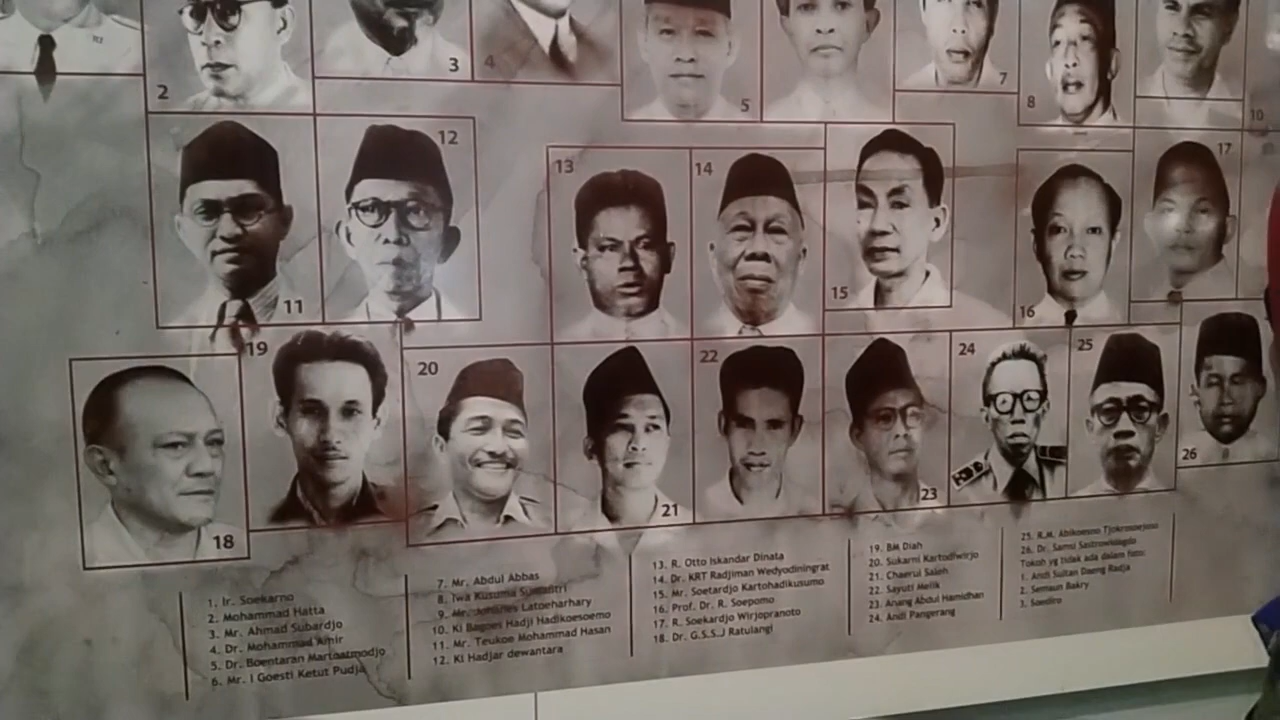 2
3
4
5
7
8
10
11
12
13
14
15
16
17
18
19
20
21
22
23
24
25
26
1. Ir. Soekarno
2. Mohammad Hatta
3. Mr. Ahmad Subardjo
4. Dr. Mohammad Amir
5. Dr. Boentaran Martoatmodjo
6. Mr. I Goesti Ketut Pudja
7. Mr. Abdul Abbas
8. Iwa Kusuma Sumantri
9. Mr. Johannes Latoeharhary
10. Ki Bagoes Hadji Hadikoesoemo
11. Mr. Teukoe Mohammad Hasan
12. Ki Hadjar dewantara
13. R. Otto Iskandar Dinata
14. Dr. KRT Radjiman Wedyodiningrat
15. Mr. Soetardjo Kartohadikusumo
16. Prof. Dr. R. Soepomo
17. R. Soekardjo Wirjopranoto
18. Dr. G.S.S.J Ratulangi
19. BM Diah
20. Sukarni Kartodiwirjo
21. Chaerul Saleh
22. Sayuti Melik
23. Anang Abdul Hamidhan
24. Andi Pangerang
25. R.M. Abikoesno Tjokrosoejoso
26. Dr. Samsi Sastrowidagdo
Tokoh yg tidak ada dalam foto:
1. Andi Sultan Daeng Radja
2. Semaun Bakry
3. Soediro